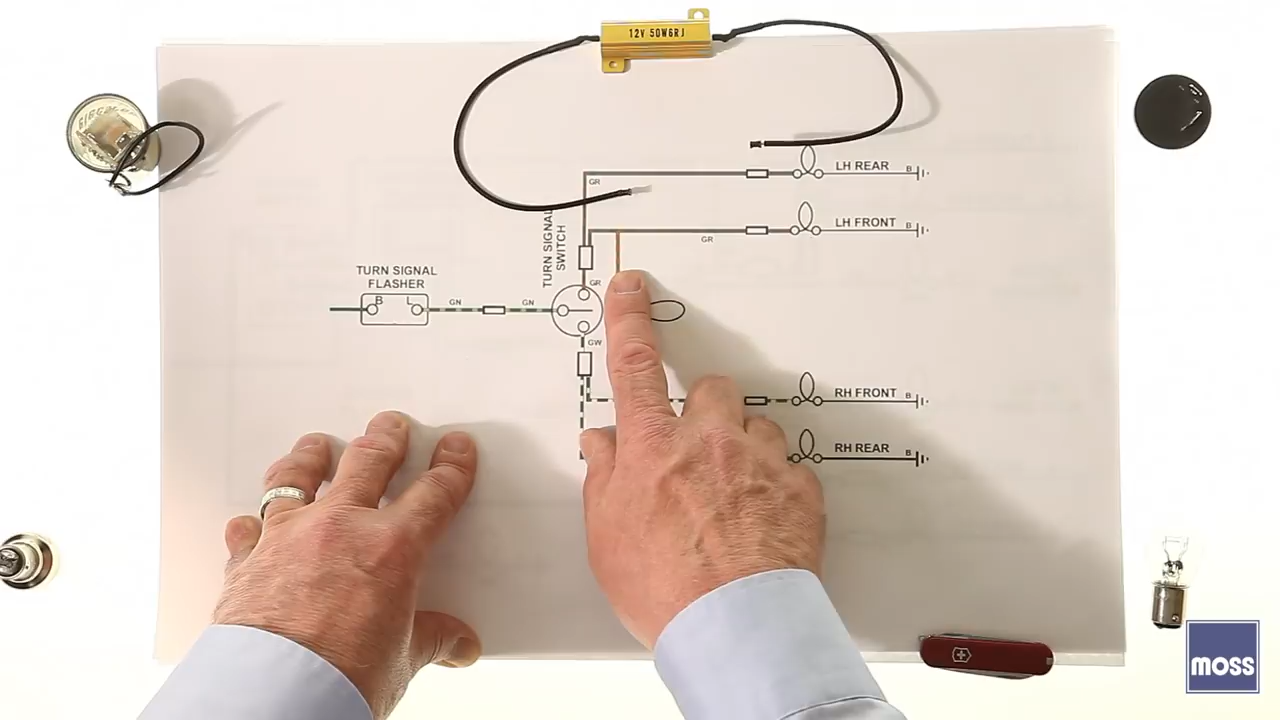 12V 50W6RJ
LH REAR
B
GR
LH FRONT
B
GR
TURN SIGNAL
SWITCH
TURN SIGNAL
FLASHER
B
L
GN
GN
GR
GW
RH FRONT
B
RH REAR
B
moss